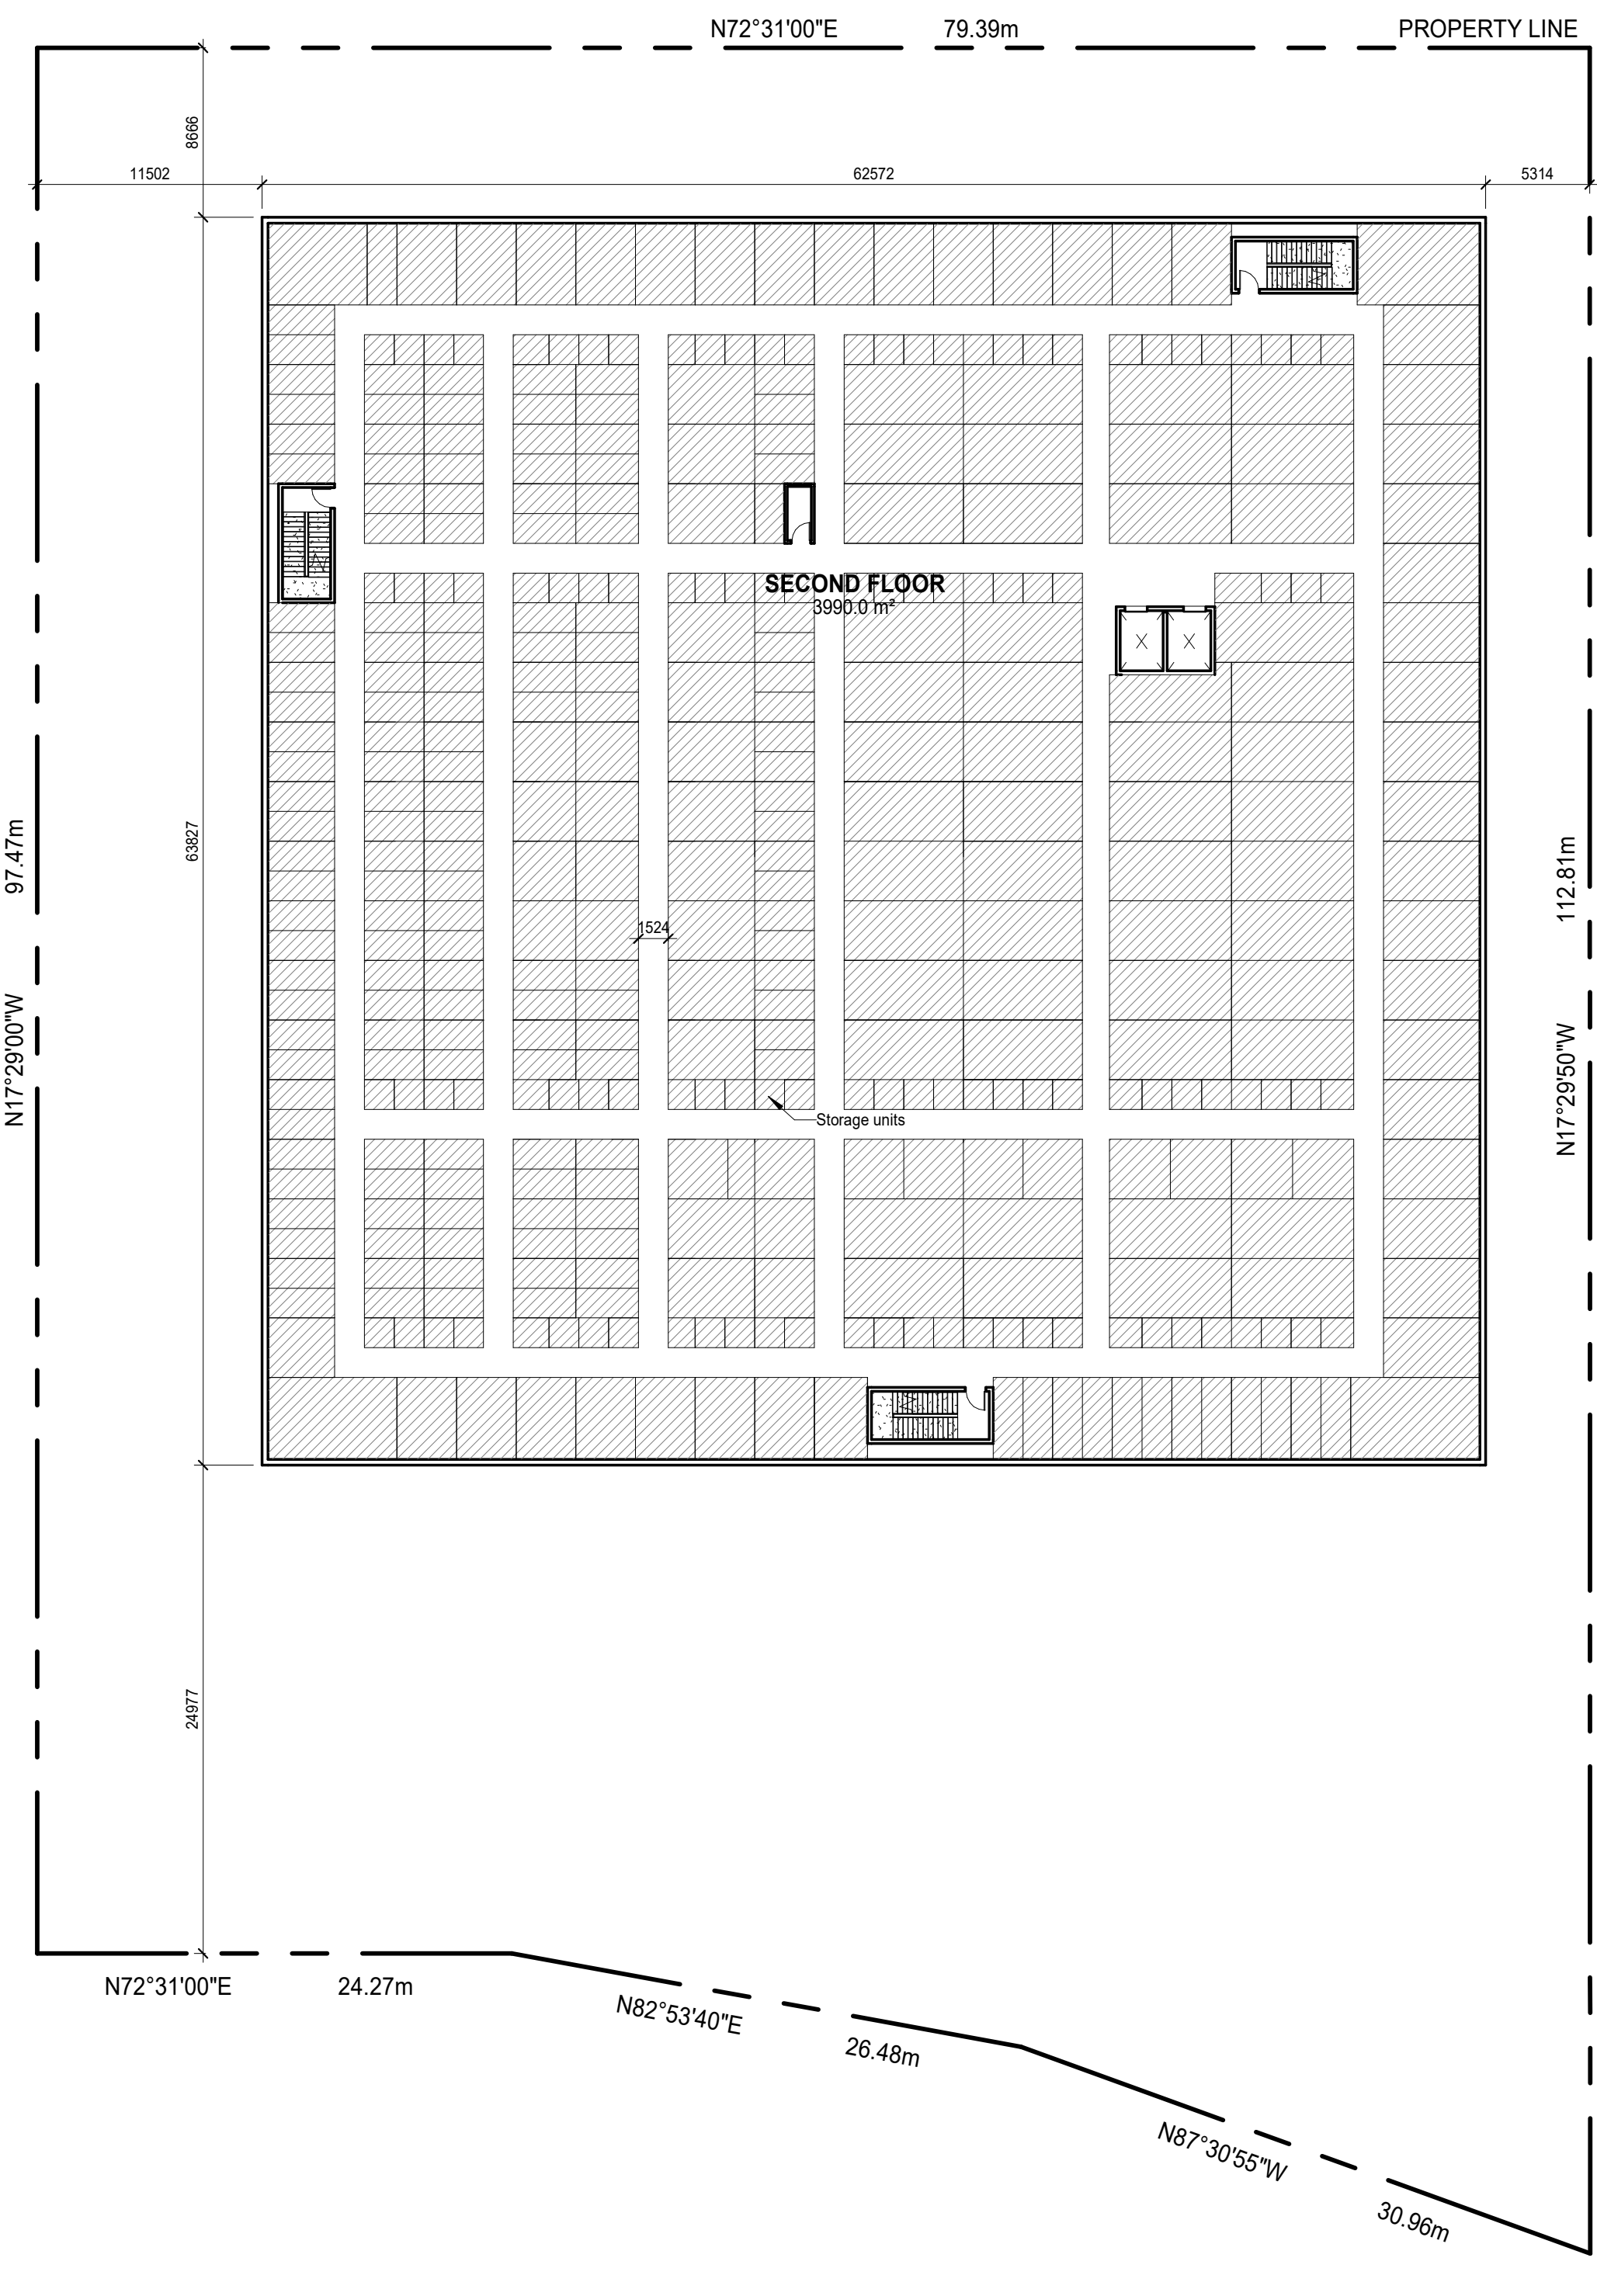 N72°31'00"E 79.39m PROPERTY LINE
8666
11502 62572 5314
SECOND FLOOR
3990.0 m²
63827
97.47m
N17°29'00"W
112.81m
N17°29'50"W
1524
Storage units
24977
N72°31'00"E 24.27m
N82°53'40"E 26.48m
N87°30'55"W 30.96m